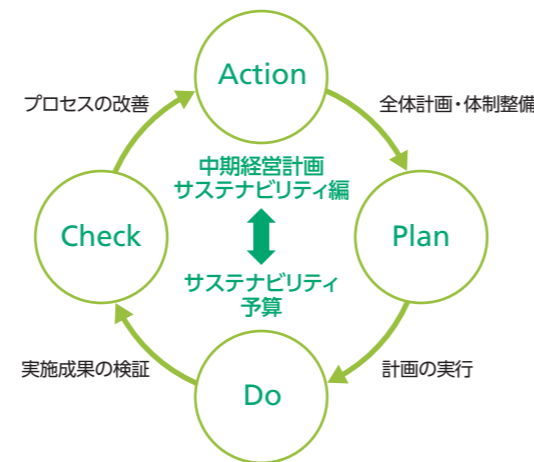 Action
プロセスの改善
全体計画・体制整備
中期経営計画
サステナビリティ編
Check
Plan
サステナビリティ
予算
実施成果の検証
計画の実行
Do